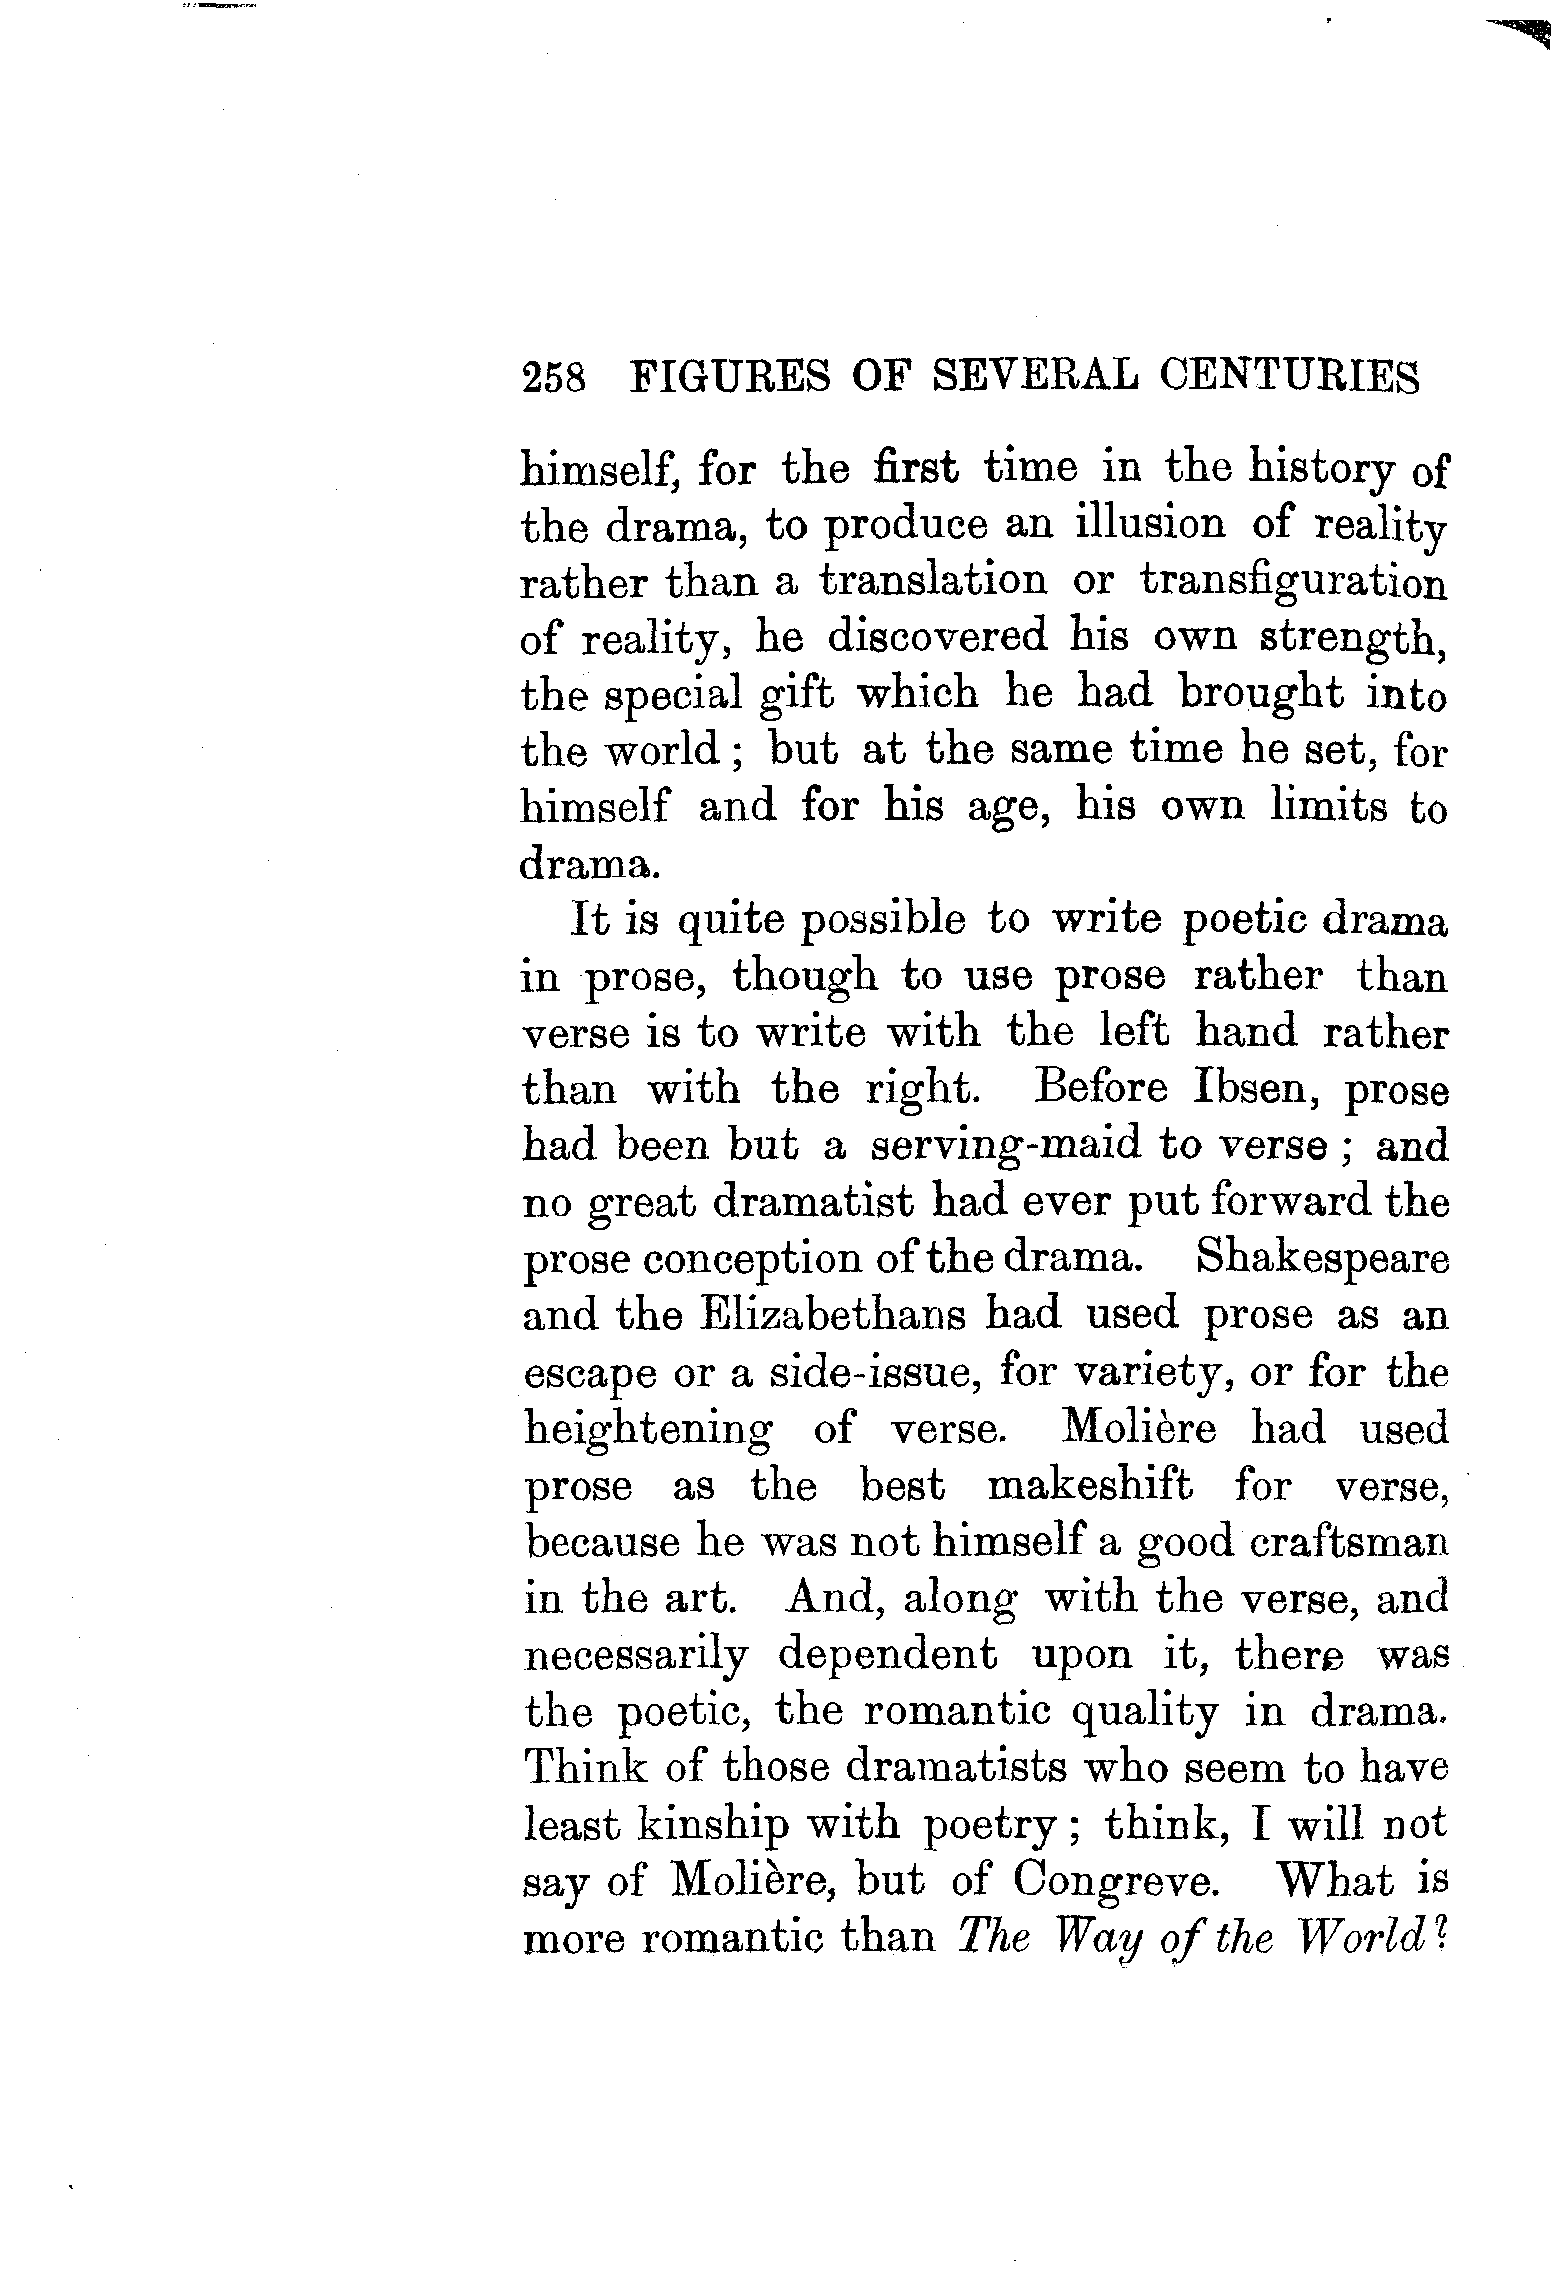 258 FIGURES OF SEVERAL CENTURIES
himself, for the first time in the history of
the drama, to produce an illusion of reality
rather than a translation or transfiguration
of reality, he discovered his own strength,
the special gift which he had brought into
the world ; but at the same time he set, for
himself and for his age, his own limits to
drama.
It is quite possible to write poetic drama
in prose, though to use prose rather than
verse is to write with the left hand rather
than with the right. Before Ibsen, prose
had been but a serving-maid to verse ; and
no great dramatist had ever put forward the
prose conception of the drama. Shakespeare
and the Elizabethans had used prose as an
escape or a side-issue, for variety, or for the
heightening of verse. Molière had used
prose as the best makeshift for verse,
because he was not himself a good craftsman
in the art. And, along with the verse, and
necessarily dependent upon it, there was
the poetic, the romantic quality in drama.
Think of those dramatists who seem to have
least kinship with poetry ; think, I will not
say of Molière, but of Congreve. What is
more romantic than The Way of the World?